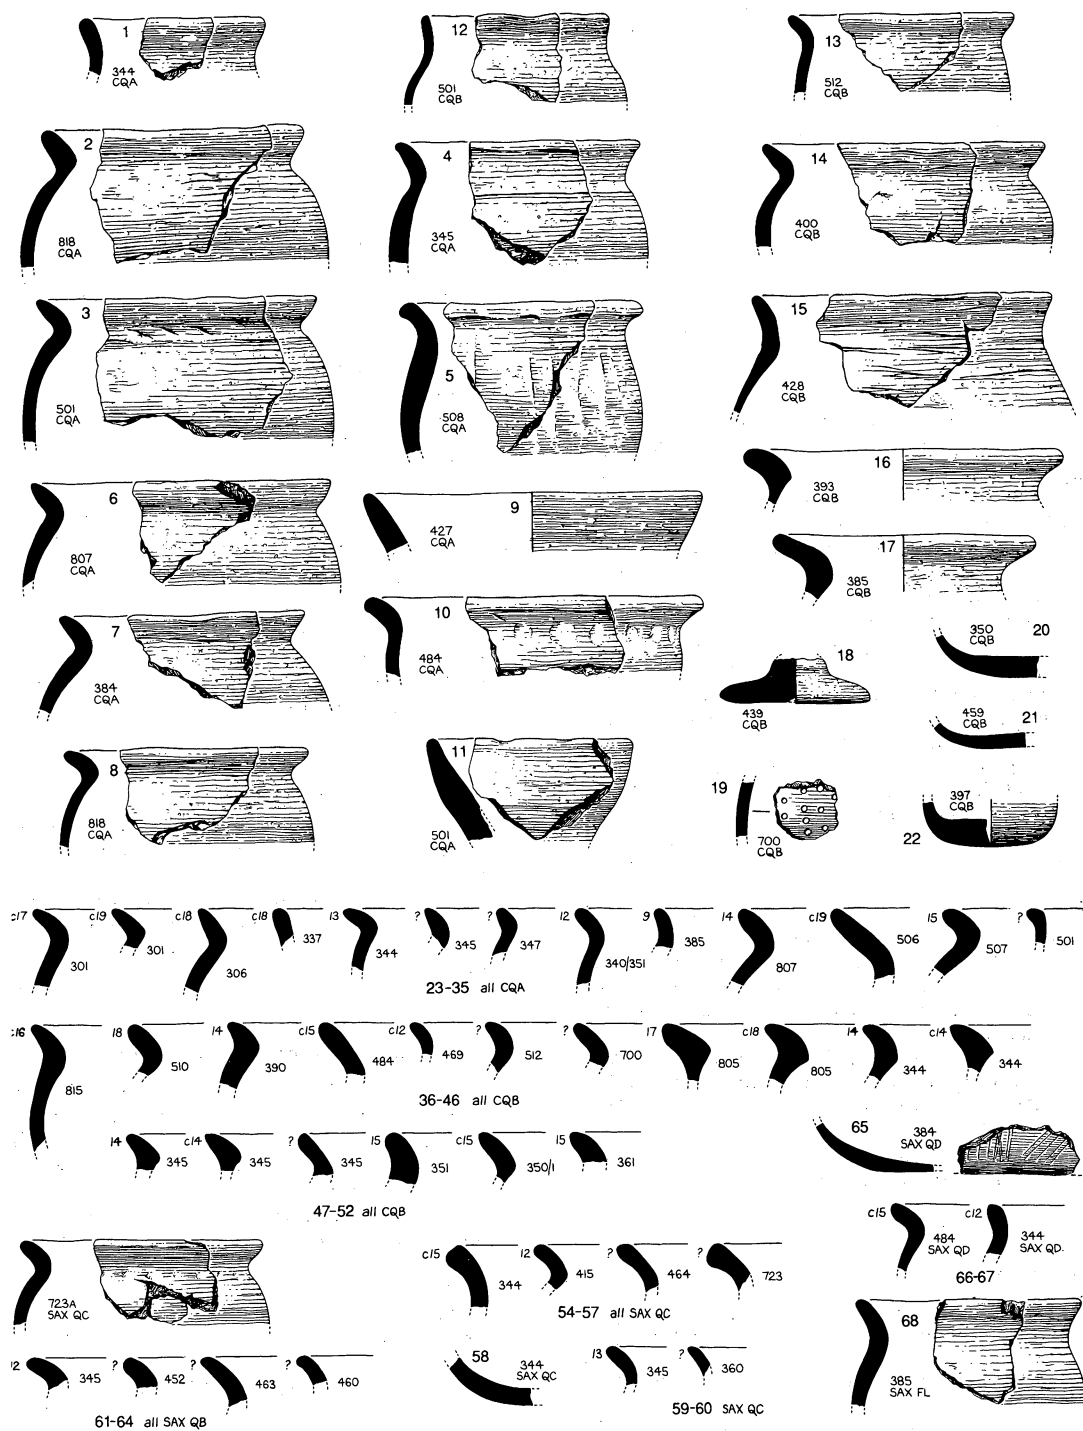 1
344
CQA
12
501
CQB
13
512
CQB
2
818
CQA
4
345
CQA
14
400
CQB
3
501
CQA
5
508
CQA
15
428
CQB
16
393
CQB
6
807
CQA
9
427
CQA
17
385
CQB
7
384
CQA
10
484
CQA
350
CQB
20
18
439
CQB
459
CQB
21
8
818
CQA
11
501
CQA
19
700
CQB
397
CQB
22
c17 c19 c18 c18 13 ? ? 12 9 14 c19 15 ?
301 301 306 337 344 345 347 340/351 385 807 506 507 501
23-35 all CQA
c16 18 14 c15 c12 ? ? 17 c18 14 c14
815 510 390 484 469 512 700 805 805 344 344
36-46 all CQB
14 c14 ? 15 c15 15
345 345 345 351 350/1 361
47-52 all CQB
65
384
SAX QD
c15 c12
484
SAX QD
344
SAX QD
66-67
723A
SAX QC
c15 12 ? ?
344 415 464 723
54-57 all SAX QC
68
385
SAX FL
12 ? ? ?
345 452 463 460
61-64 all SAX QB
58
344
SAX QC
13 ?
345 360
59-60 SAX QC